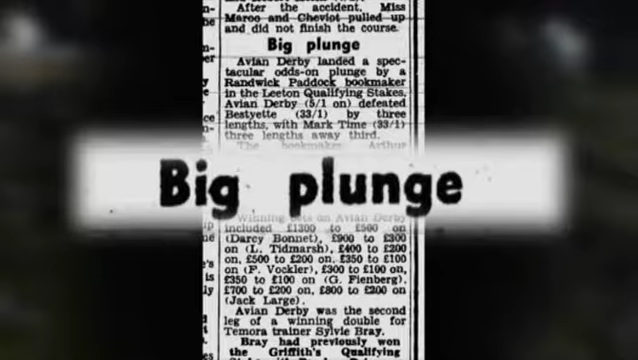 After the accident, Miss
Maroo and Cheviot pulled up
and did not finish the course.
Big plunge
Avian Derby landed a spec-
tacular odds-on plunge by a
Randwick Paddock bookmaker
in the Leeton Qualifying Stakes.
Avian Derby (5/1 on) defeated
Bestyette (33/1) by three
lengths, with Mark Time (33/1)
three lengths away third.
The bookmaker, Arthur
Big plunge
Winning bets on Avian Derby
included £1300 to £500 on
(Darcy Bonnet), £900 to £300
on (L. Tidmarsh), £400 to £200
on, £500 to £200 on, £350 to £100
on (F. Vockler), £300 to £100 on,
£350 to £100 on (G. Fienberg),
£700 to £200 on, £800 to £200 on
(Jack Large).
Avian Derby was the second
leg of a winning double for
Temora trainer Sylvie Bray.
Bray had previously won
the Griffith's Qualifying